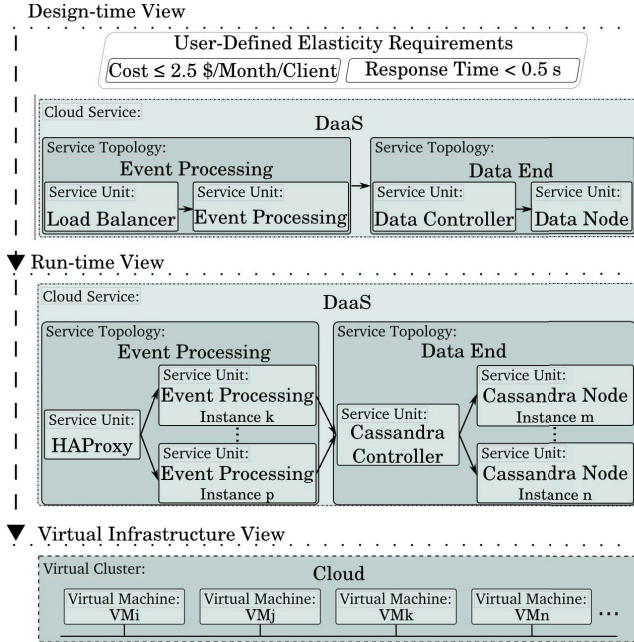 Design-time View
User-Defined Elasticity Requirements
Cost ≤ 2.5 $/Month/Client
Response Time < 0.5 s
Cloud Service:
DaaS
Service Topology:
Event Processing
Service Unit:
Load Balancer
Service Unit:
Event Processing
Service Topology:
Data End
Service Unit:
Data Controller
Service Unit:
Data Node
Run-time View
Cloud Service:
DaaS
Service Topology:
Event Processing
Service Unit:
HAProxy
Service Unit:
Event Processing
Instance k
Service Unit:
Event Processing
Instance p
Service Topology:
Data End
Service Unit:
Cassandra
Controller
Service Unit:
Cassandra Node
Instance m
Service Unit:
Cassandra Node
Instance n
Virtual Infrastructure View
Virtual Cluster:
Cloud
Virtual Machine:
VMi
Virtual Machine:
VMj
Virtual Machine:
VMk
Virtual Machine:
VMn
...